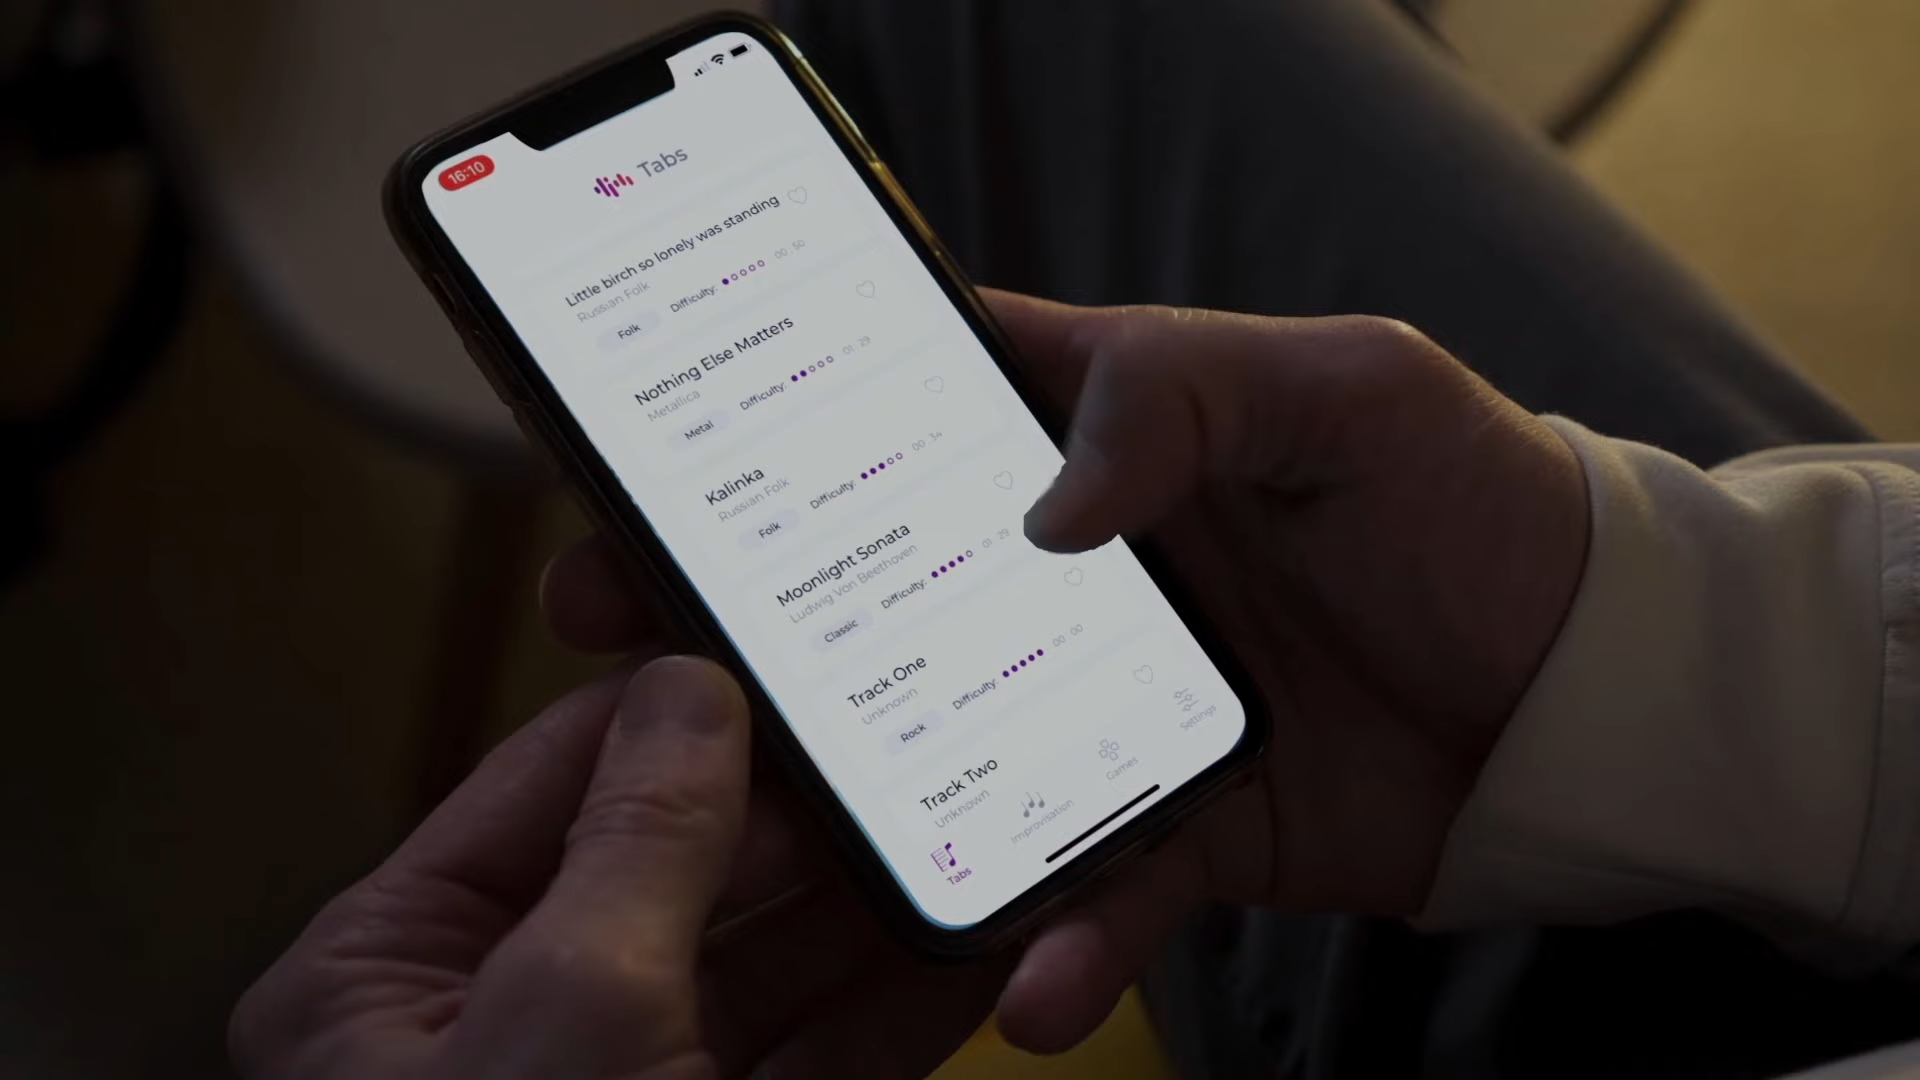 16:10
Tabs
Little birch so lonely was standing
Russian Folk
Folk
Difficulty:
00 : 50
Nothing Else Matters
Metallica
Metal
Difficulty:
01 : 29
Kalinka
Russian Folk
Folk
Difficulty:
00 : 34
Moonlight Sonata
Ludwig Von Beethoven
Classic
Difficulty:
01 : 29
Track One
Unknown
Rock
Difficulty:
00 : 00
Track Two
Unknown
Tabs
Improvisation
Games
Settings